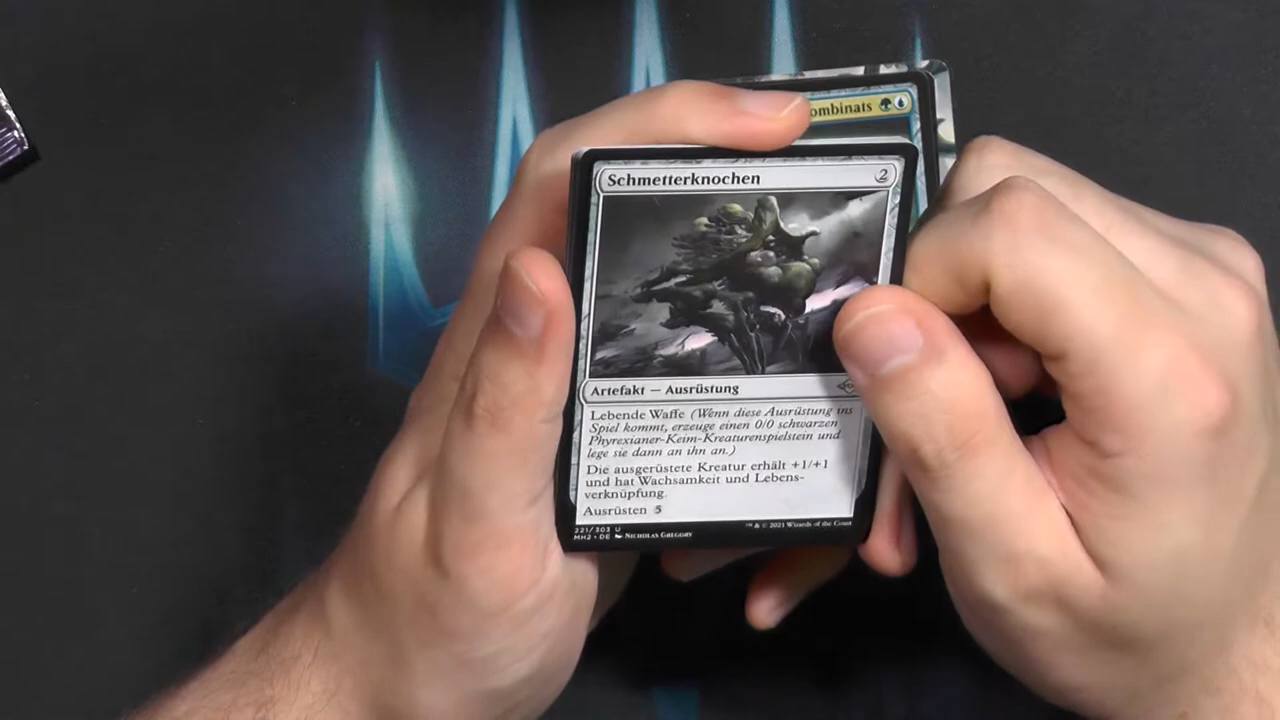 ombinats
Schmetterknochen 2
Artefakt — Ausrüstung
Lebende Waffe (Wenn diese Ausrüstung ins
Spiel kommt, erzeuge einen 0/0 schwarzen
Phyrexianer-Keim-Kreaturenspielstein und
lege sie dann an ihn an.)
Die ausgerüstete Kreatur erhält +1/+1
und hat Wachsamkeit und Lebens-
verknüpfung.
Ausrüsten 5
221/303 U
MH2 • DE Nicholas Gregory
™ & © 2021 Wizards of the Coast